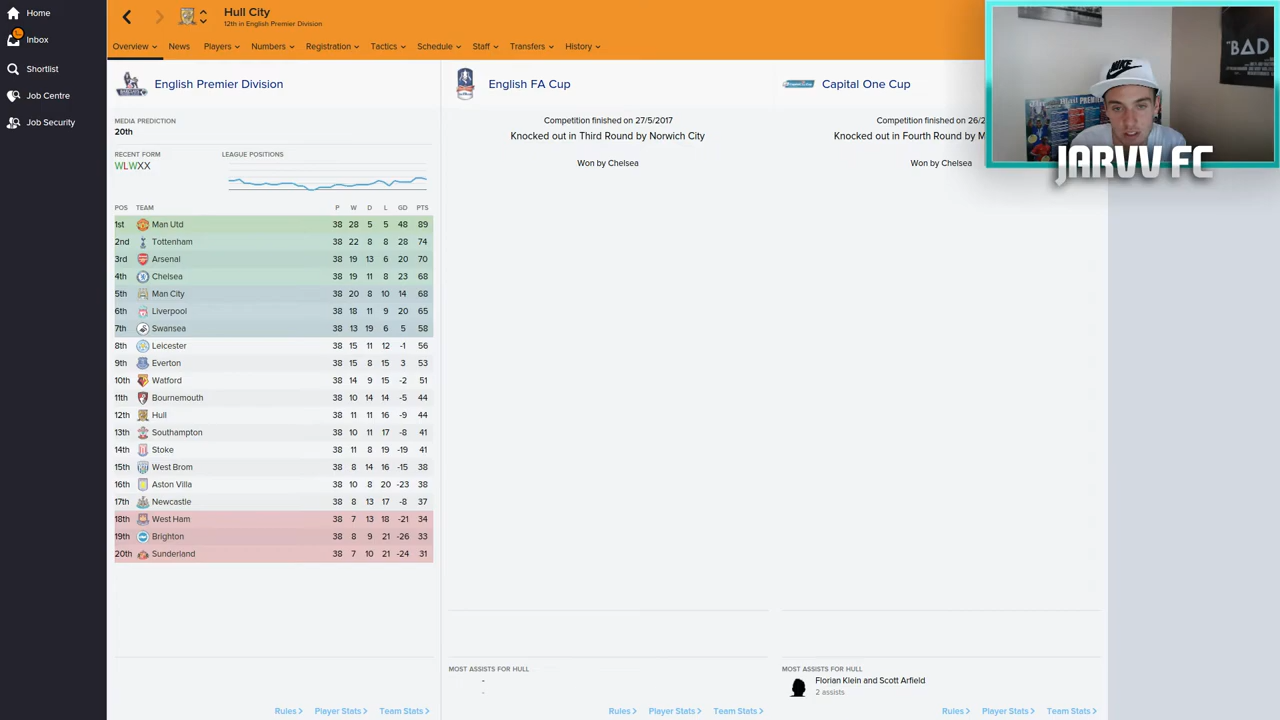 Home
Inbox
Shortlist
Job Centre
Job Security
Hull City
12th in English Premier Division
Overview News Players Numbers Registration Tactics Schedule Staff Transfers History
English Premier Division
MEDIA PREDICTION
20th
RECENT FORM LEAGUE POSITIONS
WLWXX
POS TEAM P W D L GD PTS
1st Man Utd 38 28 5 5 48 89
2nd Tottenham 38 22 8 8 28 74
3rd Arsenal 38 19 13 6 20 70
4th Chelsea 38 19 11 8 23 68
5th Man City 38 20 8 10 14 68
6th Liverpool 38 18 11 9 20 65
7th Swansea 38 13 19 6 5 58
8th Leicester 38 15 11 12 -1 56
9th Everton 38 15 8 15 3 53
10th Watford 38 14 9 15 -2 51
11th Bournemouth 38 10 14 14 -5 44
12th Hull 38 11 11 16 -9 44
13th Southampton 38 10 11 17 -8 41
14th Stoke 38 11 8 19 -19 41
15th West Brom 38 8 14 16 -15 38
16th Aston Villa 38 10 8 20 -23 38
17th Newcastle 38 8 13 17 -8 37
18th West Ham 38 7 13 18 -21 34
19th Brighton 38 8 9 21 -26 33
20th Sunderland 38 7 10 21 -24 31
Rules > Player Stats > Team Stats >
English FA Cup
Competition finished on 27/5/2017
Knocked out in Third Round by Norwich City
Won by Chelsea
MOST ASSISTS FOR HULL
-
-
Rules > Player Stats > Team Stats >
Capital One Cup
Competition finished on 26/2
Knocked out in Fourth Round by M
Won by Chelsea
MOST ASSISTS FOR HULL
Florian Klein and Scott Arfield
2 assists
Rules > Player Stats > Team Stats >
BAD
NIKE
JARVV FC